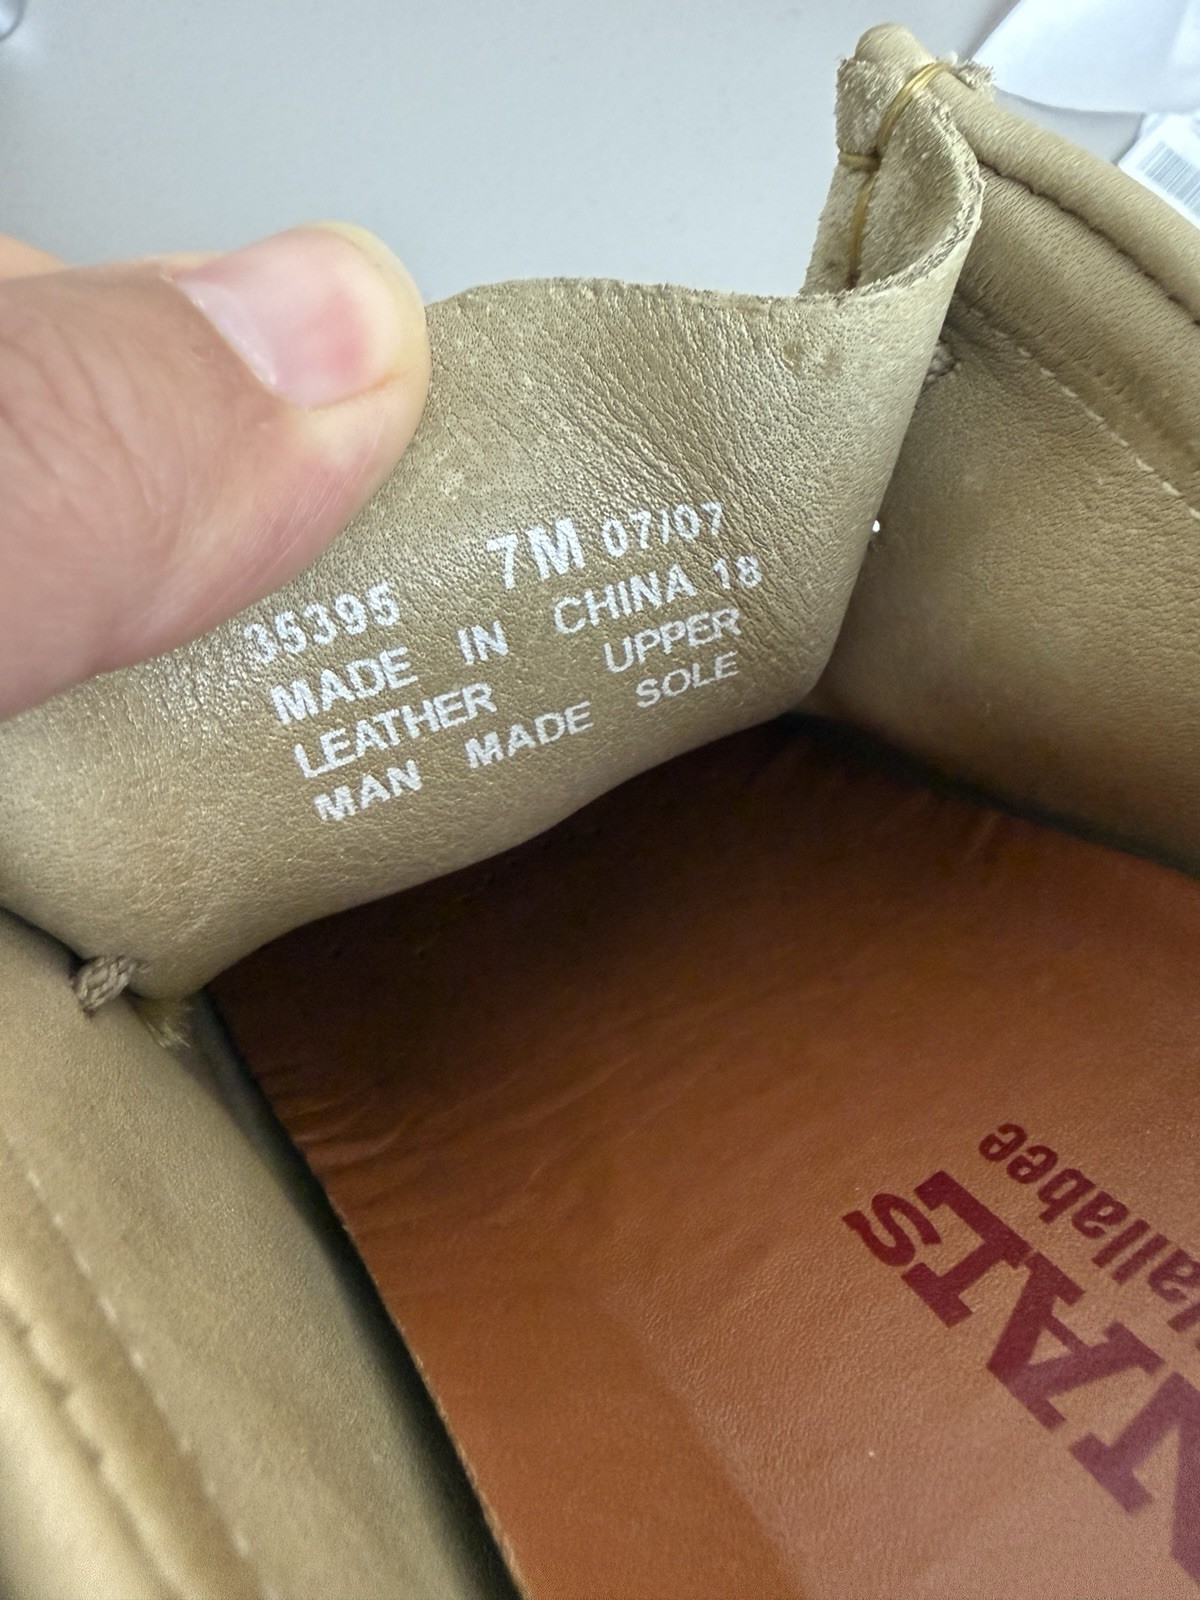 35395 7M 07/07
MADE IN CHINA 18
LEATHER UPPER
MAN MADE SOLE